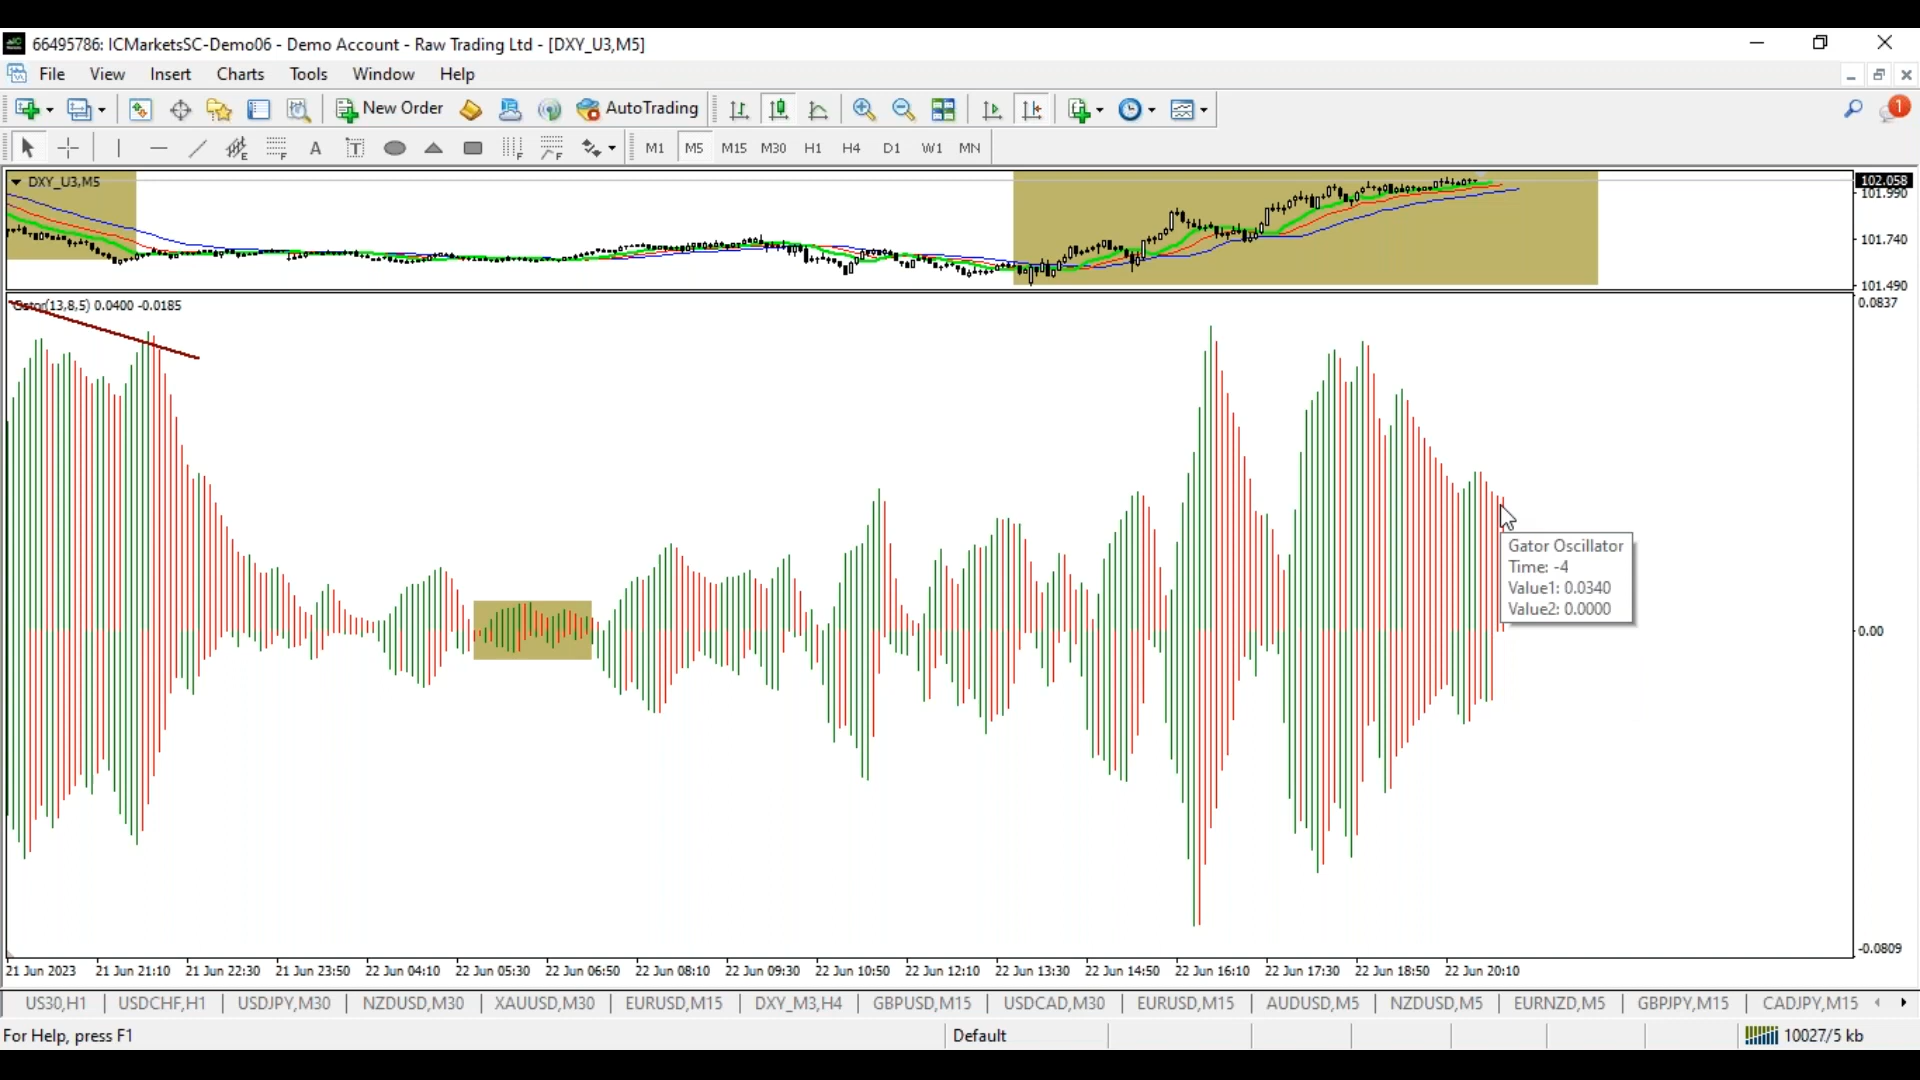 66495786: ICMarketsSC-Demo06 - Demo Account - Raw Trading Ltd - [DXY_U3,M5]
File View Insert Charts Tools Window Help
New Order AutoTrading 1
A T M1 M5 M15 M30 H1 H4 D1 W1 MN
DXY_U3,M5
102.058
101.990
101.740
101.490
Gator(13,8,5) 0.0400 -0.0185
0.0837
Gator Oscillator
Time: -4
Value1: 0.0340
Value2: 0.0000
0.00
-0.0809
21 Jun 2023 21 Jun 21:10 21 Jun 22:30 21 Jun 23:50 22 Jun 04:10 22 Jun 05:30 22 Jun 06:50 22 Jun 08:10 22 Jun 09:30 22 Jun 10:50 22 Jun 12:10 22 Jun 13:30 22 Jun 14:50 22 Jun 16:10 22 Jun 17:30 22 Jun 18:50 22 Jun 20:10
US30,H1 USDCHF,H1 USDJPY,M30 NZDUSD,M30 XAUUSD,M30 EURUSD,M15 DXY_M3,H4 GBPUSD,M15 USDCAD,M30 EURUSD,M15 AUDUSD,M5 NZDUSD,M5 EURNZD,M5 GBPJPY,M15 CADJPY,M15
For Help, press F1 Default 10027/5 kb